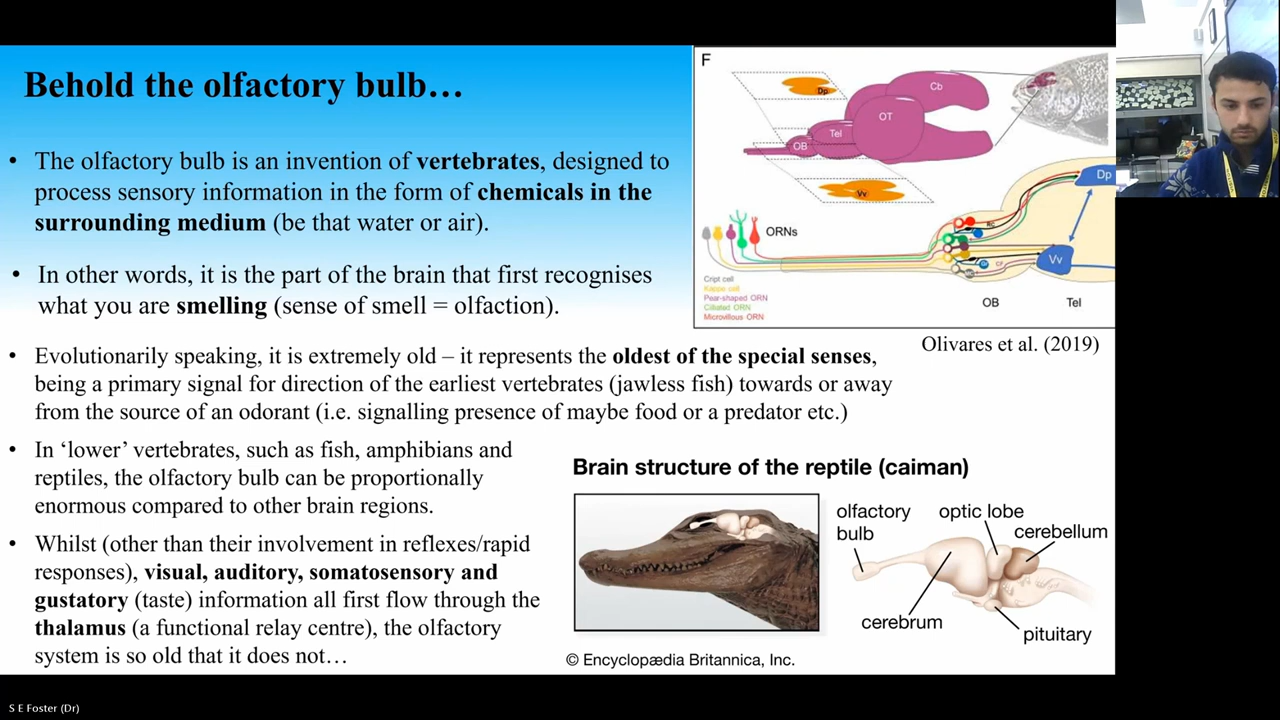 Behold the olfactory bulb…
• The olfactory bulb is an invention of vertebrates, designed to
process sensory information in the form of chemicals in the
surrounding medium (be that water or air).
• In other words, it is the part of the brain that first recognises
what you are smelling (sense of smell = olfaction).
F
Dp
Cb
OT
Tel
OB
Vv
ORNs
Cript cell
Kappe cell
Pear-shaped ORN
Ciliated ORN
Microvillous ORN
Dp
Vv
OB
Tel
Olivares et al. (2019)
• Evolutionarily speaking, it is extremely old – it represents the oldest of the special senses,
being a primary signal for direction of the earliest vertebrates (jawless fish) towards or away
from the source of an odorant (i.e. signalling presence of maybe food or a predator etc.)
• In ‘lower’ vertebrates, such as fish, amphibians and
reptiles, the olfactory bulb can be proportionally
enormous compared to other brain regions.
• Whilst (other than their involvement in reflexes/rapid
responses), visual, auditory, somatosensory and
gustatory (taste) information all first flow through the
thalamus (a functional relay centre), the olfactory
system is so old that it does not…
Brain structure of the reptile (caiman)
olfactory
bulb
optic lobe
cerebellum
cerebrum
pituitary
© Encyclopædia Britannica, Inc.
S E Foster (Dr)